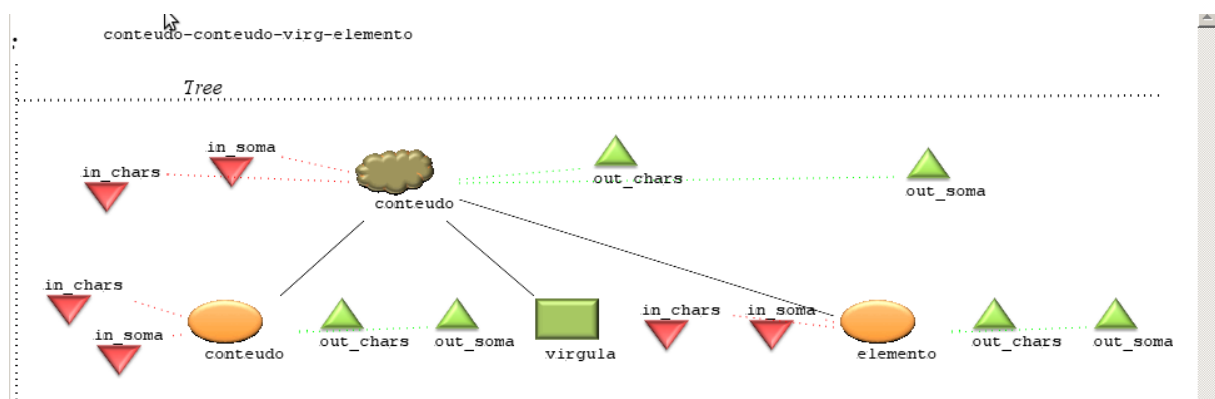 conteudo-conteudo-virg-elemento
Tree
in_chars in_soma out_chars out_soma
conteudo
in_chars in_soma out_chars out_soma in_chars in_soma out_chars out_soma
conteudo virgula elemento